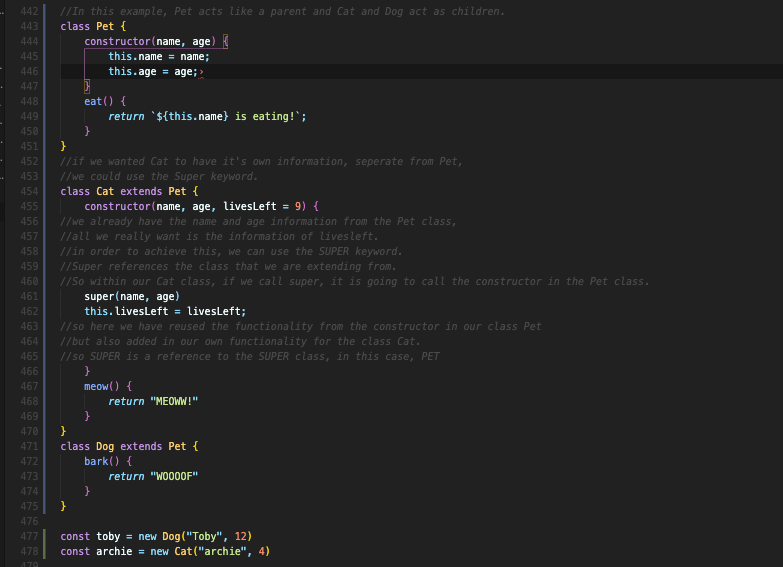 442 //In this example, Pet acts like a parent and Cat and Dog act as children.
443 class Pet {
444     constructor(name, age) {
445         this.name = name;
446         this.age = age;›
447     }
448     eat() {
449         return `${this.name} is eating!`;
450     }
451 }
452 //if we wanted Cat to have it's own information, seperate from Pet,
453 //we could use the Super keyword.
454 class Cat extends Pet {
455     constructor(name, age, livesLeft = 9) {
456 //we already have the name and age information from the Pet class,
457 //all we really want is the information of livesleft.
458 //in order to achieve this, we can use the SUPER keyword.
459 //Super references the class that we are extending from.
460 //So within our Cat class, if we call super, it is going to call the constructor in the Pet class.
461     super(name, age)
462     this.livesLeft = livesLeft;
463 //so here we have reused the functionality from the constructor in our class Pet
464 //but also added in our own functionality for the class Cat.
465 //so SUPER is a reference to the SUPER class, in this case, PET
466     }
467     meow() {
468         return "MEOWW!"
469     }
470 }
471 class Dog extends Pet {
472     bark() {
473         return "WOOOOF"
474     }
475 }
476
477 const toby = new Dog("Toby", 12)
478 const archie = new Cat("archie", 4)
479